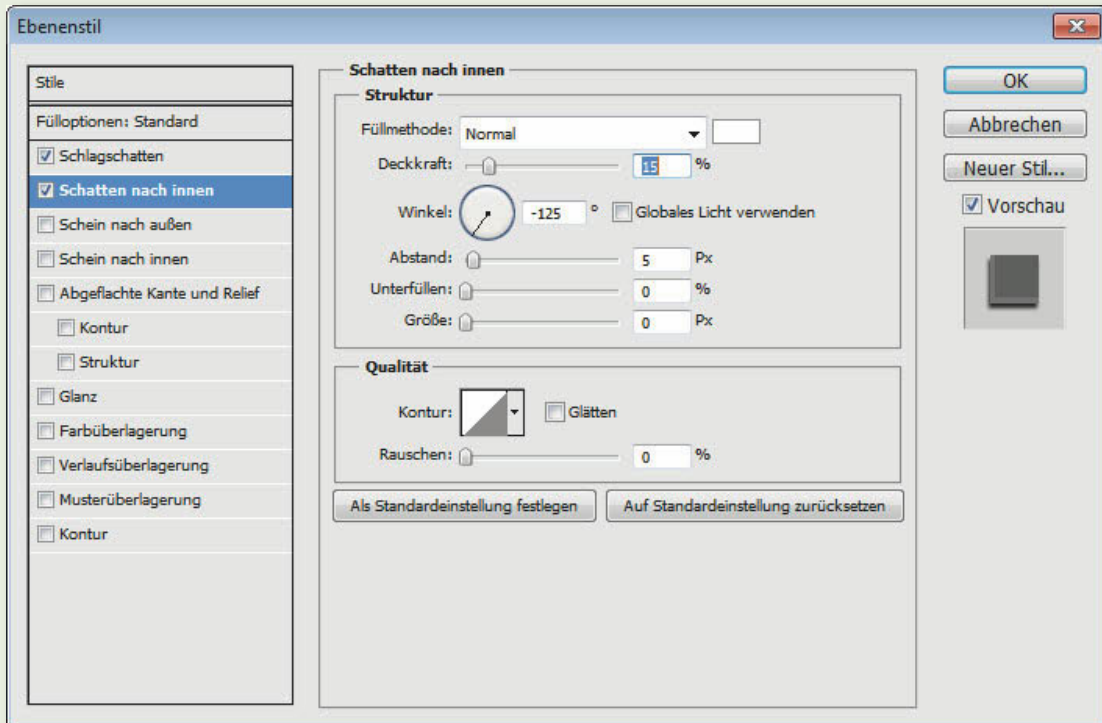 Ebenenstil
Stile
Fülloptionen: Standard
Schlagschatten
Schatten nach innen
Schein nach außen
Schein nach innen
Abgeflachte Kante und Relief
Kontur
Struktur
Glanz
Farbüberlagerung
Verlaufsüberlagerung
Musterüberlagerung
Kontur
Schatten nach innen
Struktur
Füllmethode: Normal
Deckkraft: 15 %
Winkel: -125 ° Globales Licht verwenden
Abstand: 5 Px
Unterfüllen: 0 %
Größe: 0 Px
Qualität
Kontur: Glätten
Rauschen: 0 %
Als Standardeinstellung festlegen Auf Standardeinstellung zurücksetzen
OK
Abbrechen
Neuer Stil...
Vorschau